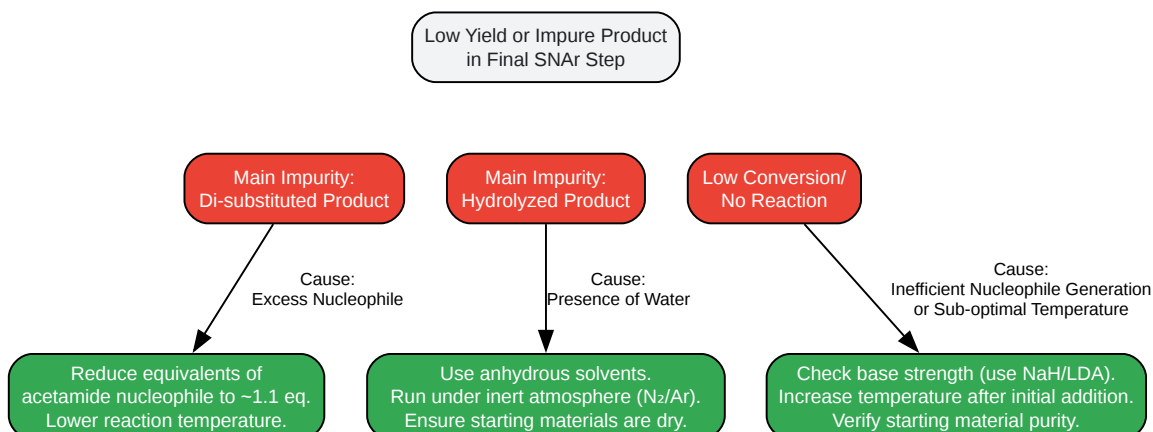 Low Yield or Impure Product
in Final SNAr Step
Main Impurity:
Di-substituted Product
Main Impurity:
Hydrolyzed Product
Low Conversion/
No Reaction
Cause:
Excess Nucleophile
Cause:
Presence of Water
Cause:
Inefficient Nucleophile Generation
or Sub-optimal Temperature
Reduce equivalents of
acetamide nucleophile to ~1.1 eq.
Lower reaction temperature.
Use anhydrous solvents.
Run under inert atmosphere (N₂/Ar).
Ensure starting materials are dry.
Check base strength (use NaH/LDA).
Increase temperature after initial addition.
Verify starting material purity.